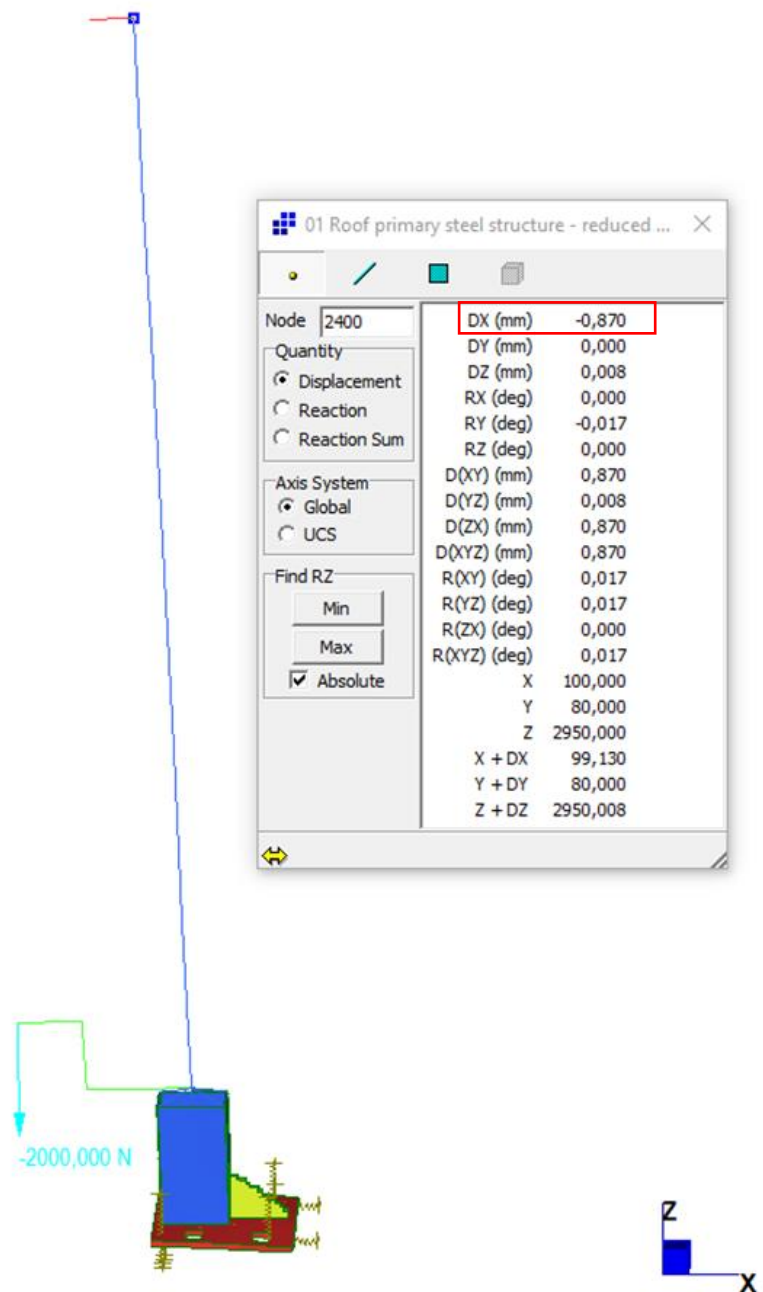 01 Roof primary steel structure - reduced ...
Node 2400
Quantity
Displacement
Reaction
Reaction Sum
Axis System
Global
UCS
Find RZ
Min
Max
Absolute
DX (mm) -0,870
DY (mm) 0,000
DZ (mm) 0,008
RX (deg) 0,000
RY (deg) -0,017
RZ (deg) 0,000
D(XY) (mm) 0,870
D(YZ) (mm) 0,008
D(ZX) (mm) 0,870
D(XYZ) (mm) 0,870
R(XY) (deg) 0,017
R(YZ) (deg) 0,017
R(ZX) (deg) 0,000
R(XYZ) (deg) 0,017
X 100,000
Y 80,000
Z 2950,000
X + DX 99,130
Y + DY 80,000
Z + DZ 2950,008
-2000,000 N
Z
X